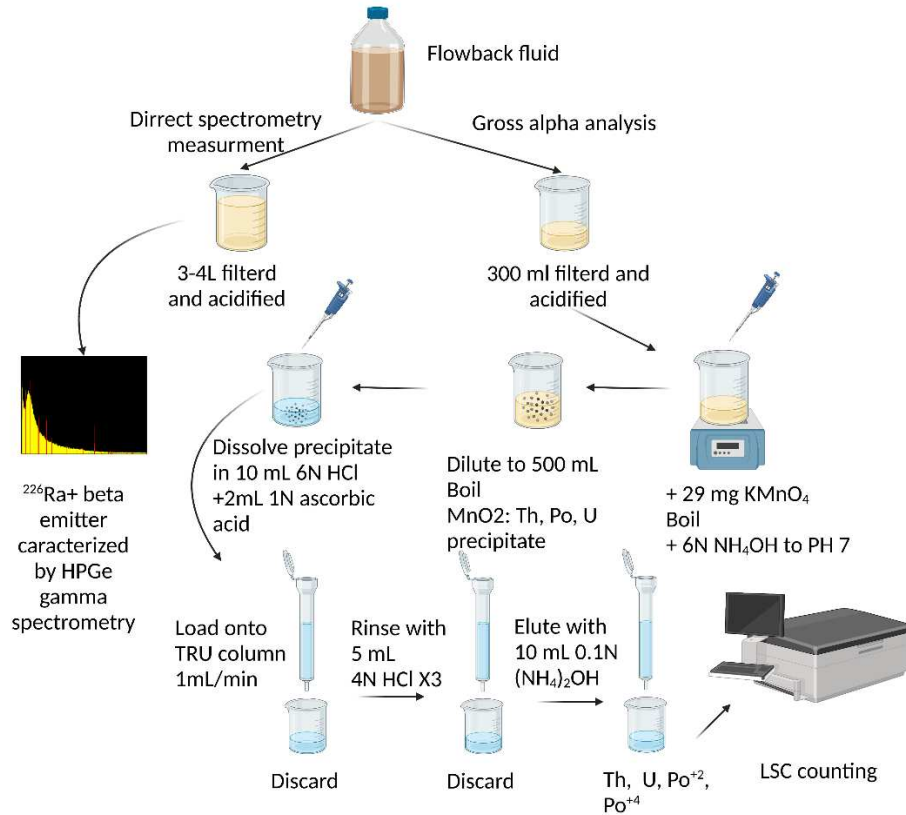 Flowback fluid
Dirrect spectrometry
measurment
Gross alpha analysis
3-4L filterd
and acidified
300 ml filterd and
acidified
+ 29 mg KMnO₄
Boil
+ 6N NH₄OH to PH 7
Dilute to 500 mL
Boil
MnO2: Th, Po, U
precipitate
Dissolve precipitate
in 10 mL 6N HCl
+2mL 1N ascorbic
acid
²²⁶Ra+ beta
emitter
caracterized
by HPGe
gamma
spectrometry
Load onto
TRU column
1mL/min
Rinse with
5 mL
4N HCl X3
Elute with
10 mL 0.1N
(NH₄)₂OH
Discard
Discard
Th, U, Po⁺²,
Po⁺⁴
LSC counting